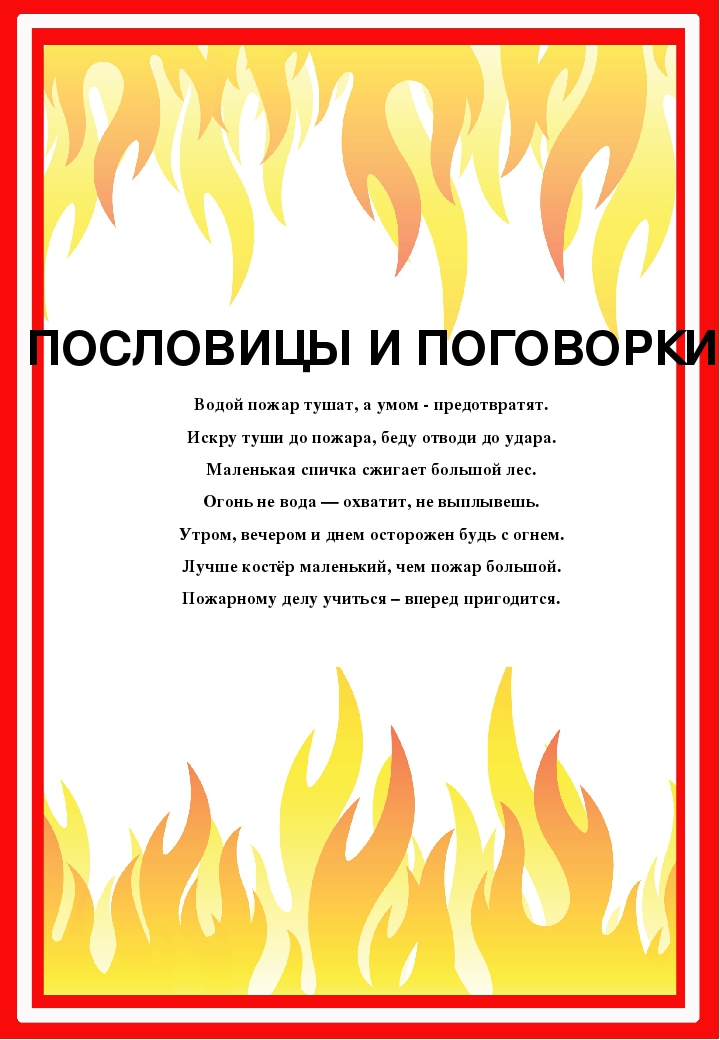 ПОСЛОВИЦЫ И ПОГОВОРКИ
Водой пожар тушат, а умом - предотвратят.
Искру туши до пожара, беду отводи до удара.
Маленькая спичка сжигает большой лес.
Огонь не вода — охватит, не выплывешь.
Утром, вечером и днем осторожен будь с огнем.
Лучше костёр маленький, чем пожар большой.
Пожарному делу учиться – вперед пригодится.